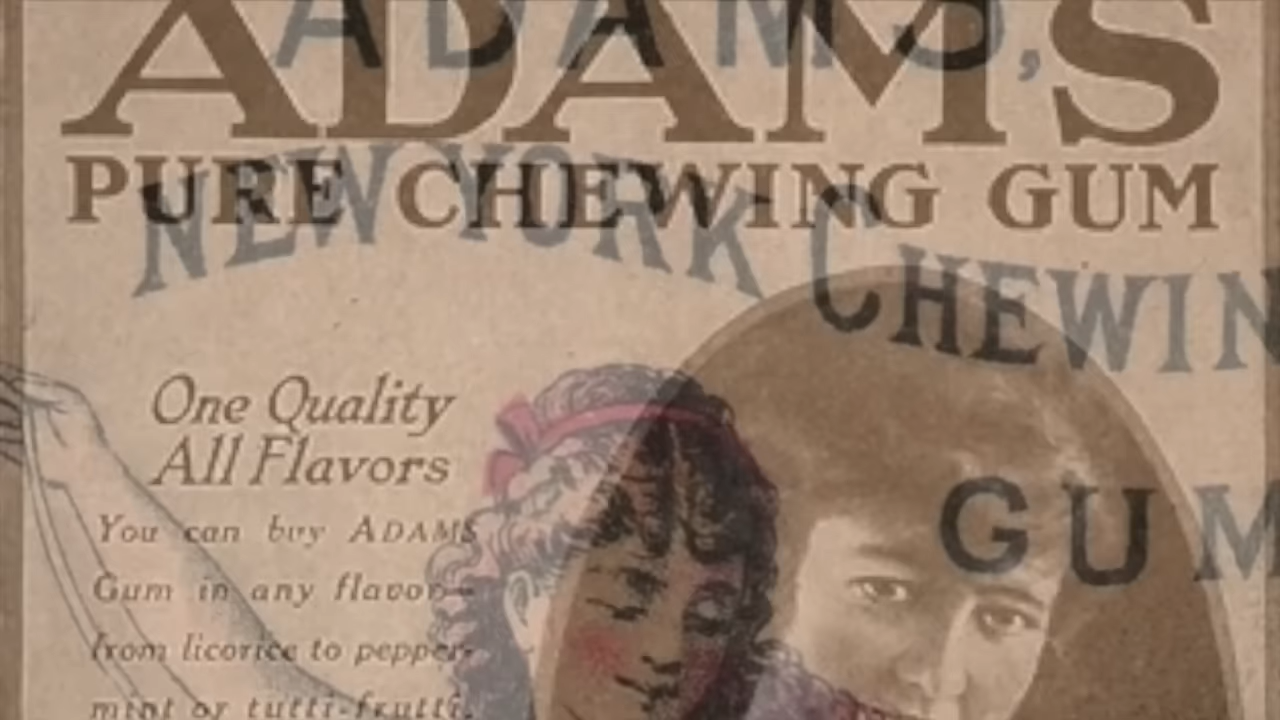 ADAMS
ADAMS,
PURE CHEWING GUM
NEW YORK CHEWIN
GUM
One Quality
All Flavors
You can buy ADAMS
Gum in any flavor—
from licorice to pepper-
mint or tutti-frutti.